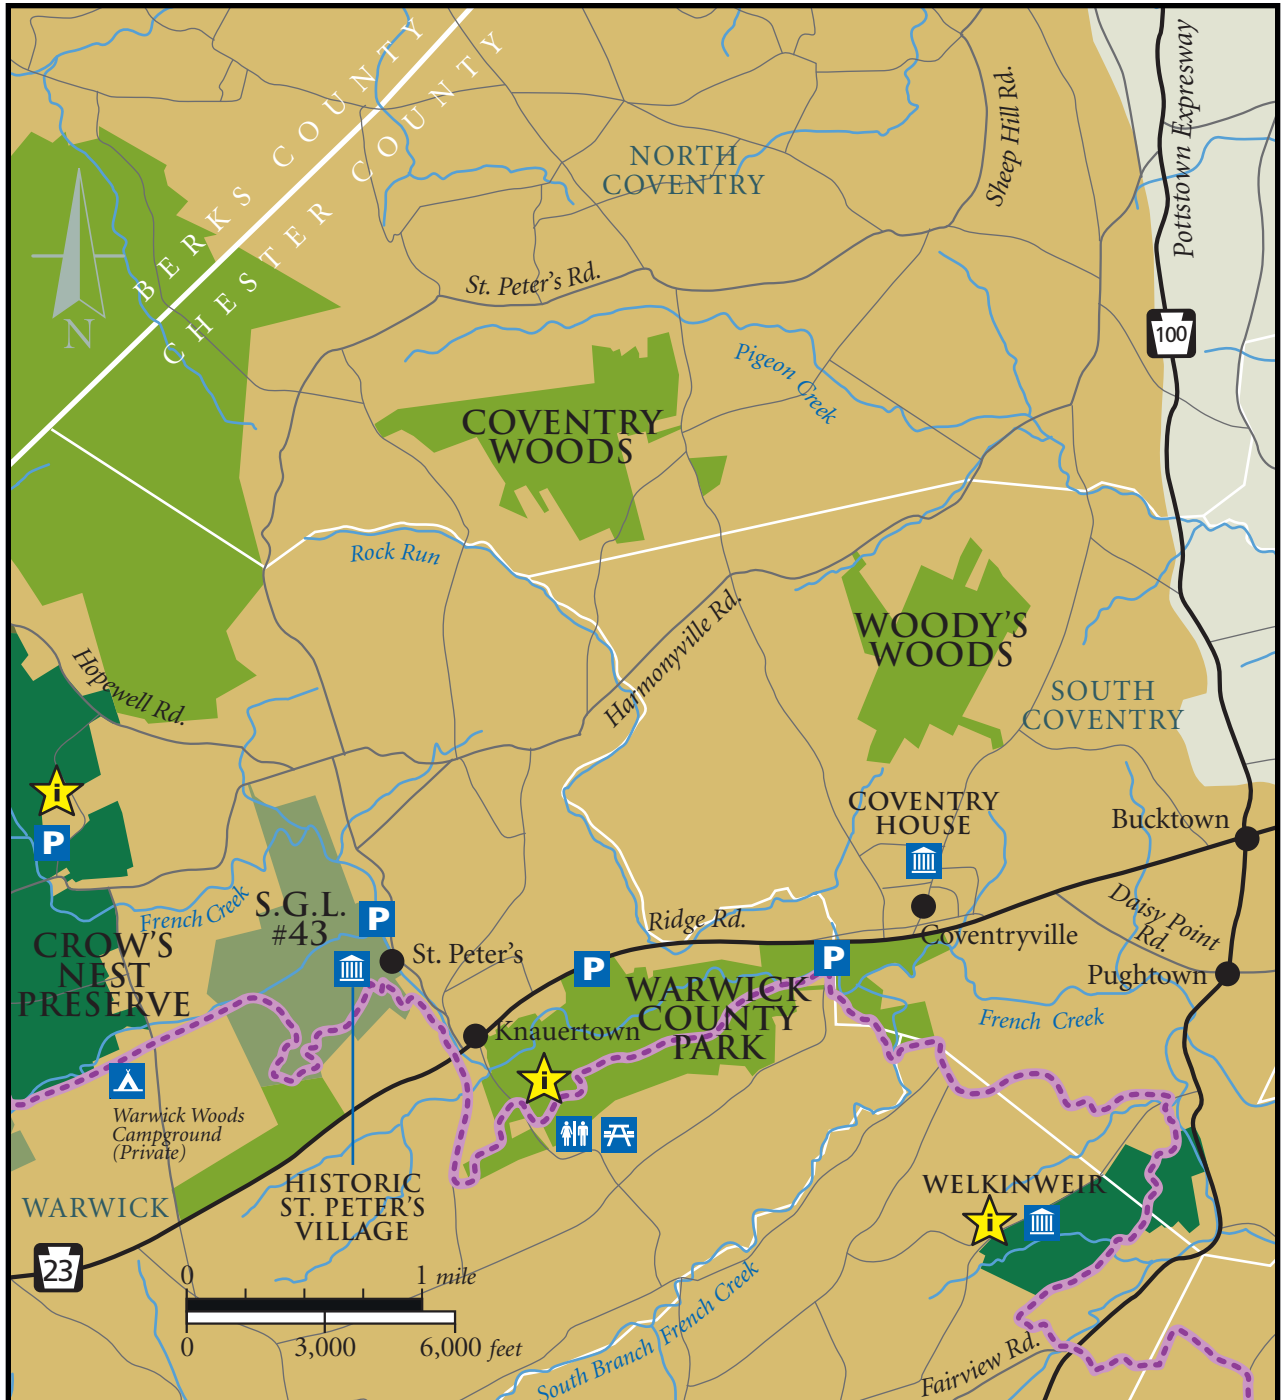 BERKS COUNTY
CHESTER COUNTY
Pottstown Expresway
Sheep Hill Rd.
NORTH
COVENTRY
N
St. Peter's Rd.
100
Pigeon
Creek
COVENTRY
WOODS
Rock Run
Harmonyville Rd.
WOODY'S
WOODS
Hopewell Rd.
SOUTH
COVENTRY
i
P
COVENTRY
HOUSE
Bucktown
French Creek
S.G.L.
#43
P
Ridge Rd.
Coventryville
Daisy Point
Rd.
CROW'S
NEST
PRESERVE
St. Peter's
P
P
Pughtown
WARWICK
COUNTY
PARK
French Creek
Knauertown
i
Warwick Woods
Campground
(Private)
HISTORIC
ST. PETER'S
VILLAGE
WARWICK
WELKINWEIR
i
23
0 1 mile
0 3,000 6,000 feet
South Branch French Creek
Fairview Rd.